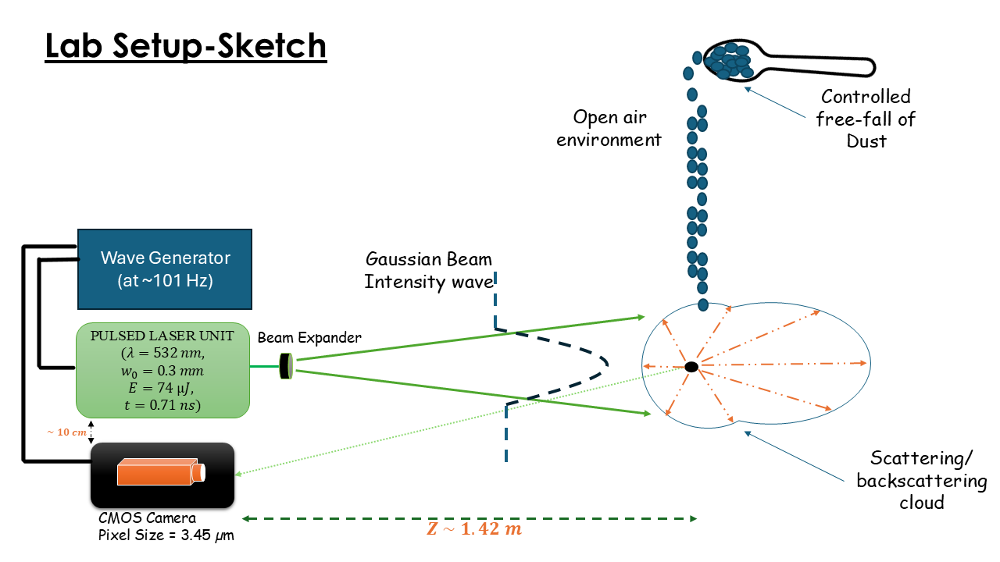 Lab Setup-Sketch
Open air
environment
Controlled
free-fall of
Dust
Wave Generator
(at ~101 Hz)
Gaussian Beam
Intensity wave
PULSED LASER UNIT
(λ = 532 nm,
w₀ = 0.3 mm
E = 74 μJ,
t = 0.71 ns)
Beam Expander
~ 10 cm
Scattering/
backscattering
cloud
CMOS Camera
Pixel Size = 3.45 μm
Z ~ 1.42 m